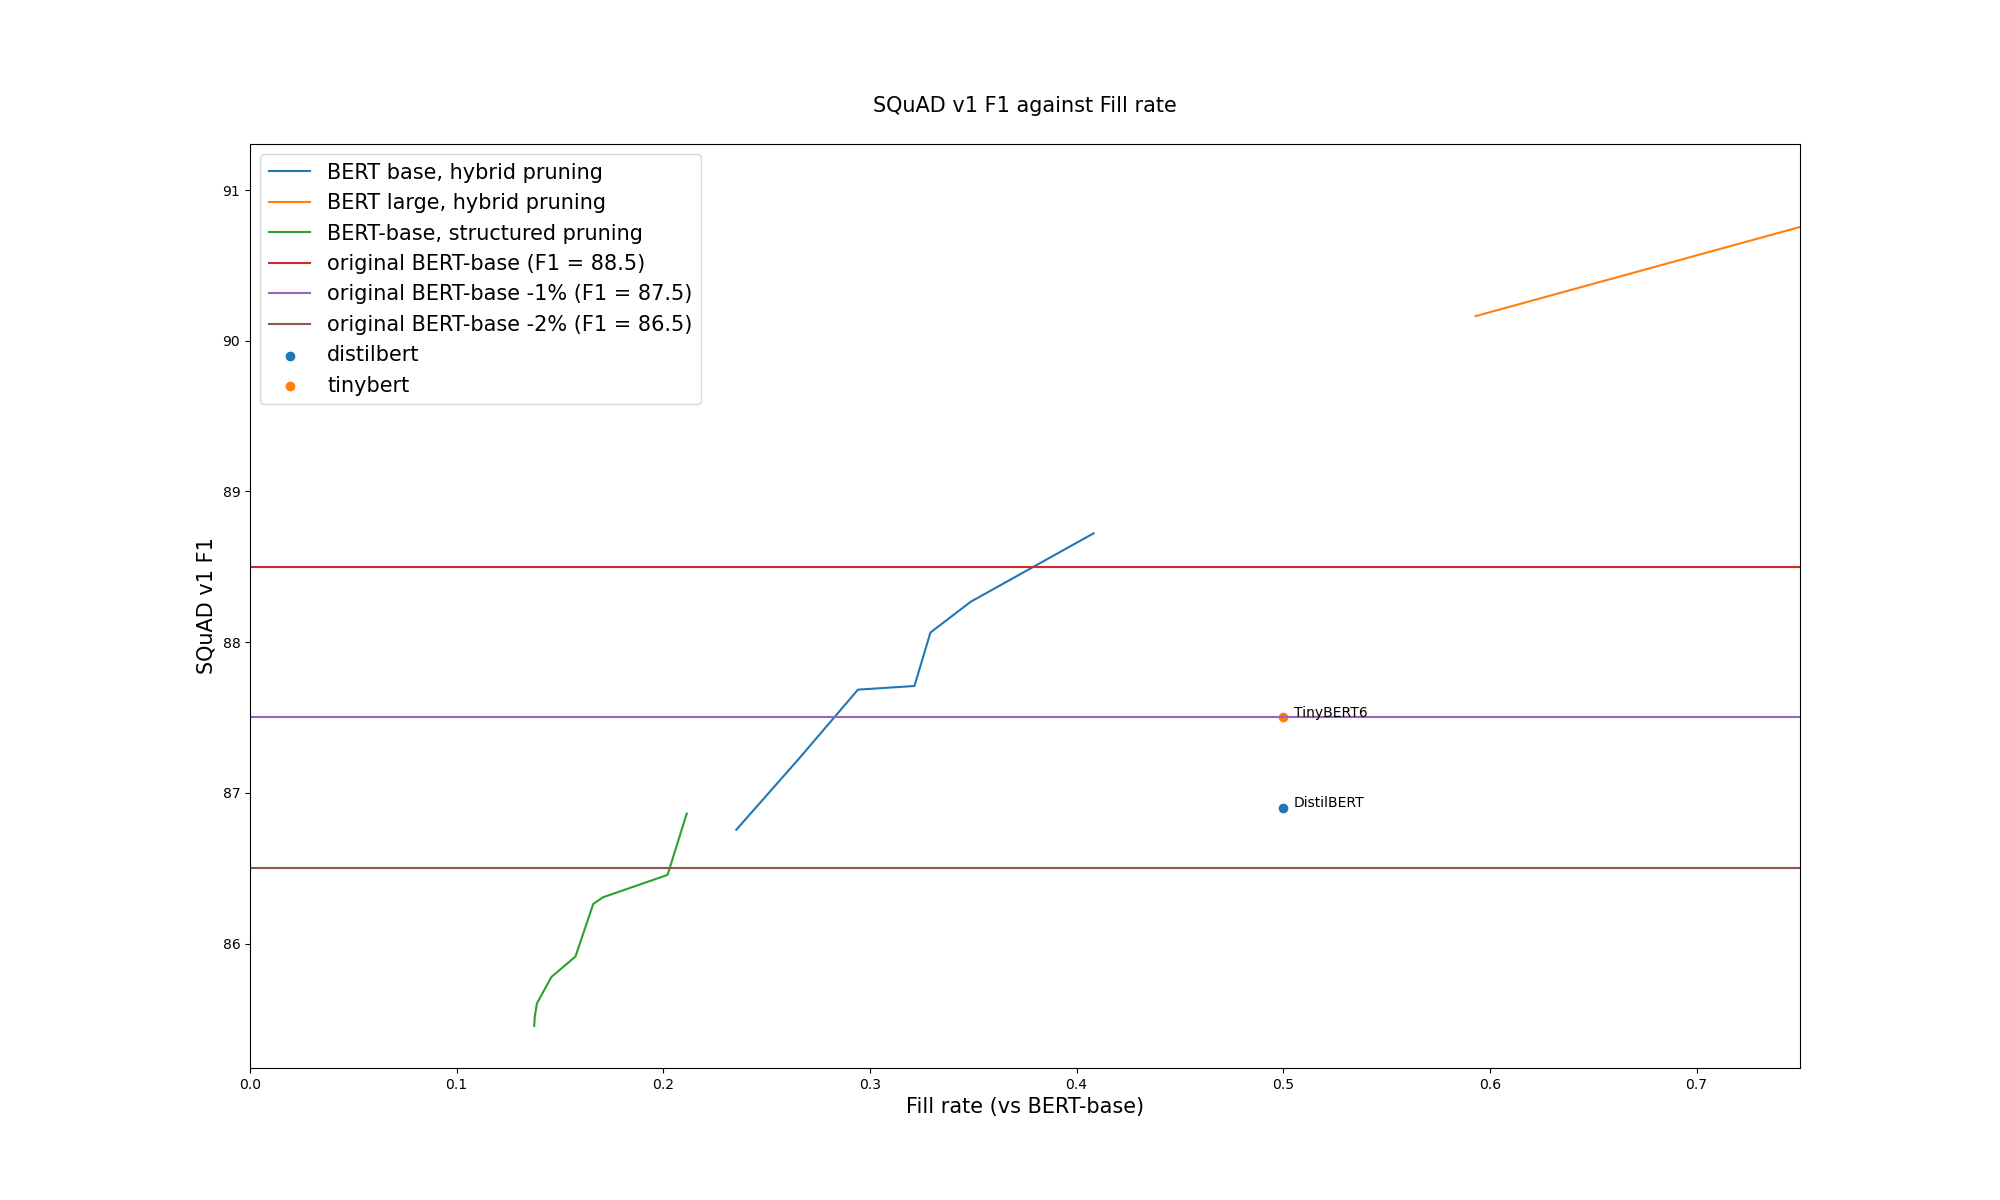 SQuAD v1 F1 against Fill rate
BERT base, hybrid pruning
BERT large, hybrid pruning
BERT-base, structured pruning
original BERT-base (F1 = 88.5)
original BERT-base -1% (F1 = 87.5)
original BERT-base -2% (F1 = 86.5)
distilbert
tinybert
91
90
89
88
87
86
SQuAD v1 F1
TinyBERT6
DistilBERT
0.0 0.1 0.2 0.3 0.4 0.5 0.6 0.7
Fill rate (vs BERT-base)